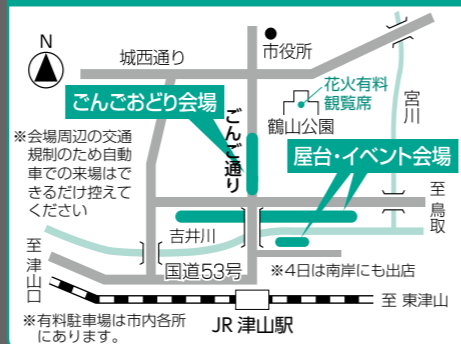 N
城西通り
市役所
花火有料
観覧席
宮川
ごんごおどり会場
ごんご通り
鶴山公園
※会場周辺の交通
規制のため自動
車での来場はで
きるだけ控えて
ください
屋台・イベント会場
至鳥取
吉井川
至津山口
国道53号
※4日は南岸にも出店
至 東津山
※有料駐車場は市内各所
にあります。
JR 津山駅